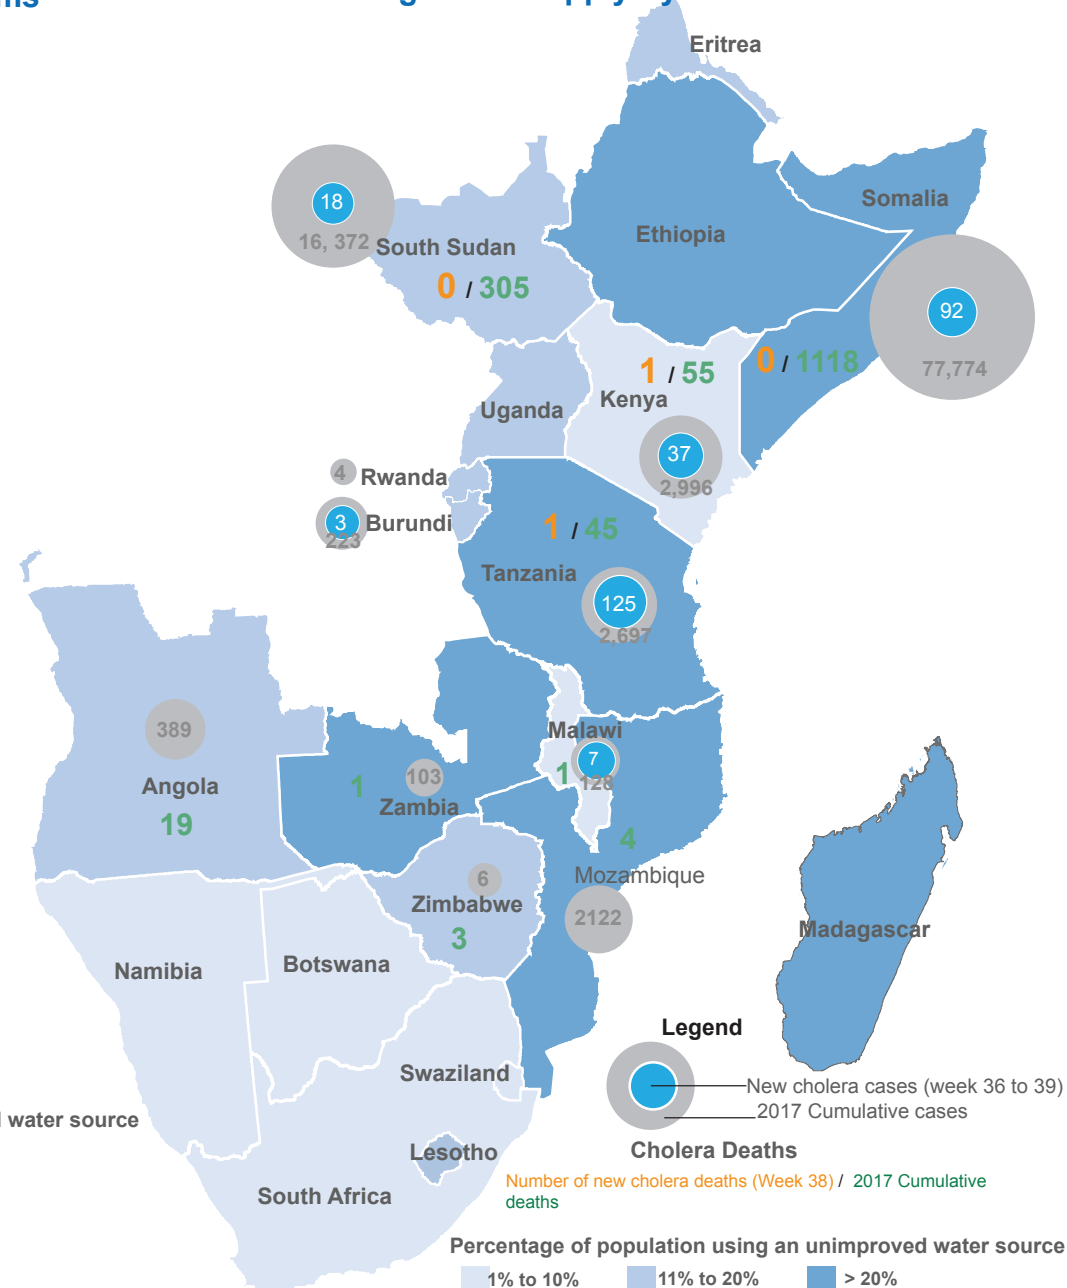 Eritrea
18
16, 372
South Sudan
0 / 305
Ethiopia
Somalia
92
77,774
0 / 1118
1 / 55
Kenya
37
2,996
Uganda
4 Rwanda
3 Burundi
223
1 / 45
Tanzania
125
2,697
389
Angola
19
1
103
Zambia
Malawi
7
1
128
4
Mozambique
2122
6
Zimbabwe
3
Madagascar
Namibia
Botswana
Swaziland
Lesotho
South Africa
water source
Legend
New cholera cases (week 36 to 39)
2017 Cumulative cases
Cholera Deaths
Number of new cholera deaths (Week 38) / 2017 Cumulative
deaths
Percentage of population using an unimproved water source
1% to 10%
11% to 20%
> 20%